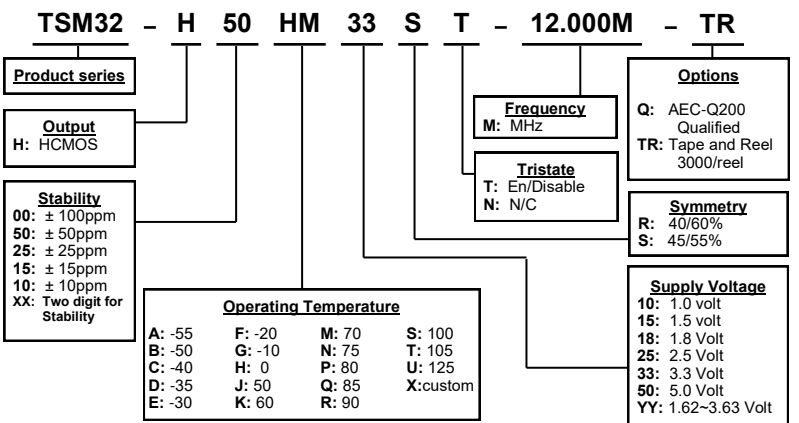 TSM32 – H 50 HM 33 S T – 12.000M – TR
Product series
Output
H: HCMOS
Stability
00: ± 100ppm
50: ± 50ppm
25: ± 25ppm
15: ± 15ppm
10: ± 10ppm
XX: Two digit for
Stability
Operating Temperature
A: -55 F: -20 M: 70 S: 100
B: -50 G: -10 N: 75 T: 105
C: -40 H: 0 P: 80 U: 125
D: -35 J: 50 Q: 85 X:custom
E: -30 K: 60 R: 90
Frequency
M: MHz
Tristate
T: En/Disable
N: N/C
Options
Q: AEC-Q200
Qualified
TR: Tape and Reel
3000/reel
Symmetry
R: 40/60%
S: 45/55%
Supply Voltage
10: 1.0 volt
15: 1.5 volt
18: 1.8 Volt
25: 2.5 Volt
33: 3.3 Volt
50: 5.0 Volt
YY: 1.62~3.63 Volt